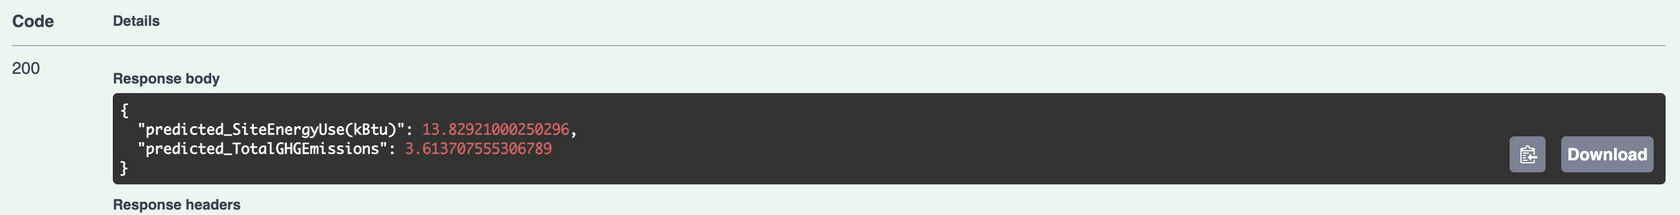 Code Details
200
Response body
{
"predicted_SiteEnergyUse(kBtu)": 13.82921000250296,
"predicted_TotalGHGEmissions": 3.613707555306789
}
Download
Response headers